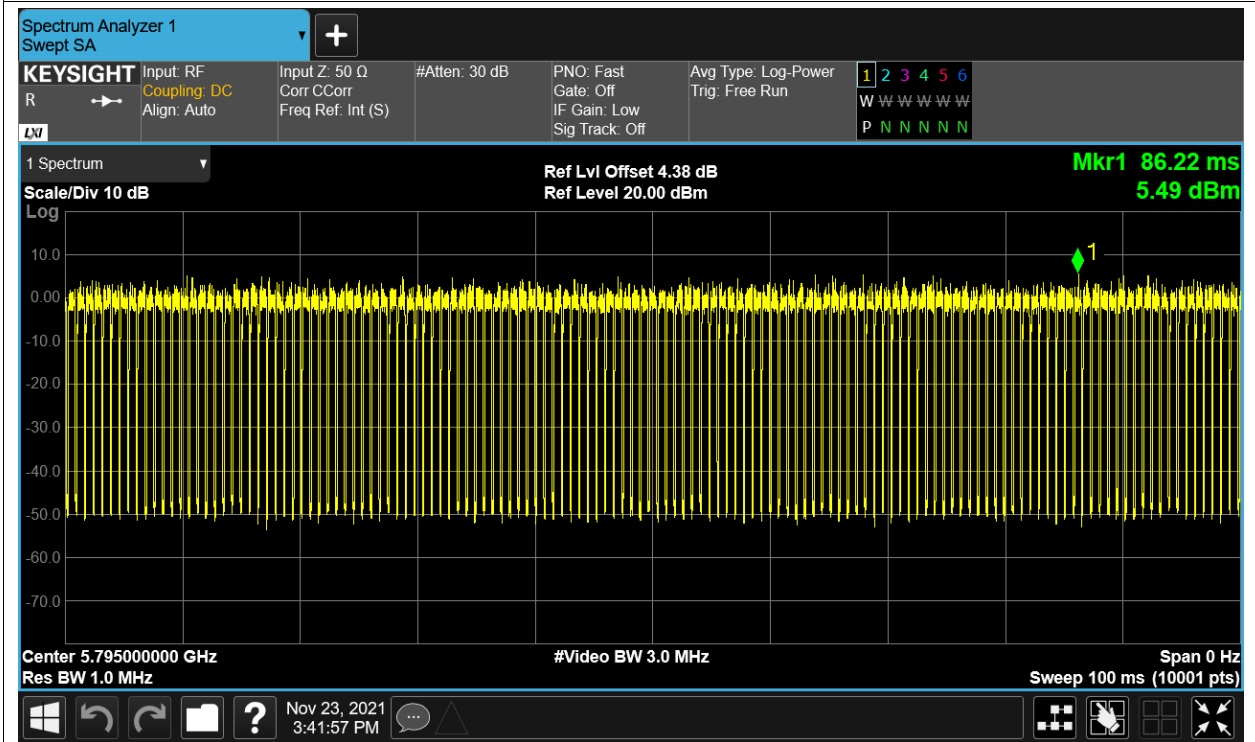 Spectrum Analyzer 1
Swept SA
+
KEYSIGHT
R
LXI
Input: RF
Coupling: DC
Align: Auto
Input Z: 50 Ω
Corr CCorr
Freq Ref: Int (S)
#Atten: 30 dB
PNO: Fast
Gate: Off
IF Gain: Low
Sig Track: Off
Avg Type: Log-Power
Trig: Free Run
1 2 3 4 5 6
W W W W W W
P N N N N N
1 Spectrum
Scale/Div 10 dB
Log
Ref Lvl Offset 4.38 dB
Ref Level 20.00 dBm
Mkr1 86.22 ms
5.49 dBm
1
10.0
0.00
-10.0
-20.0
-30.0
-40.0
-50.0
-60.0
-70.0
Center 5.795000000 GHz
Res BW 1.0 MHz
#Video BW 3.0 MHz
Span 0 Hz
Sweep 100 ms (10001 pts)
?
Nov 23, 2021
3:41:57 PM